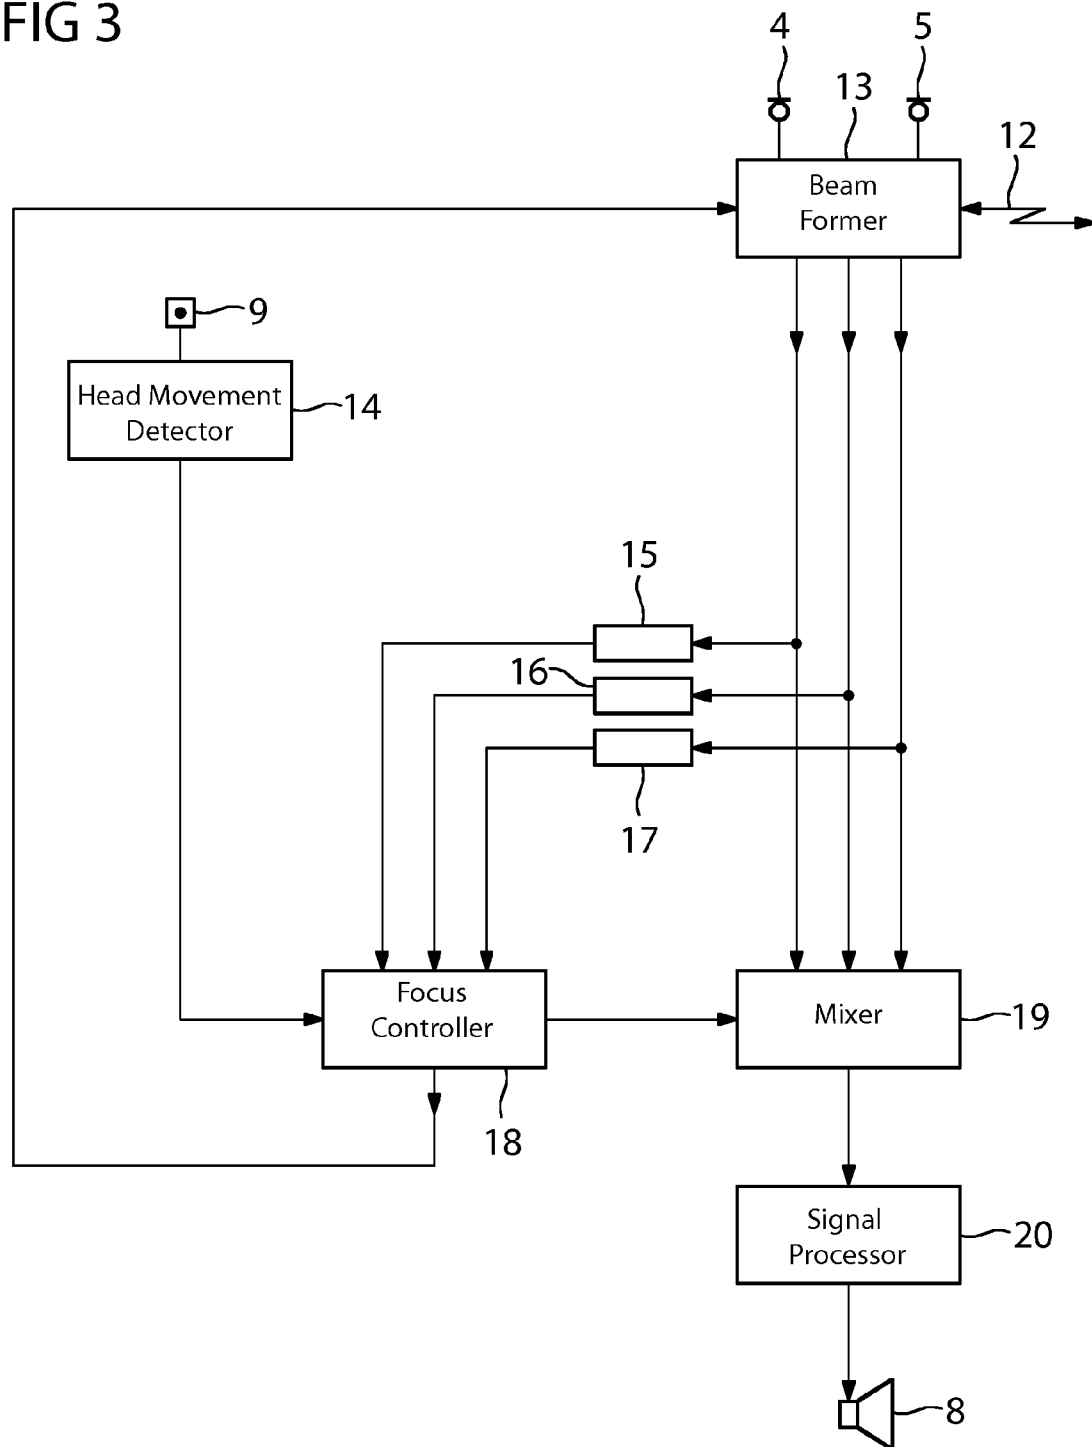 FIG 3
4
5
13
12
Beam
Former
9
Head Movement
Detector
14
15
16
17
Focus
Controller
18
Mixer
19
Signal
Processor
20
8